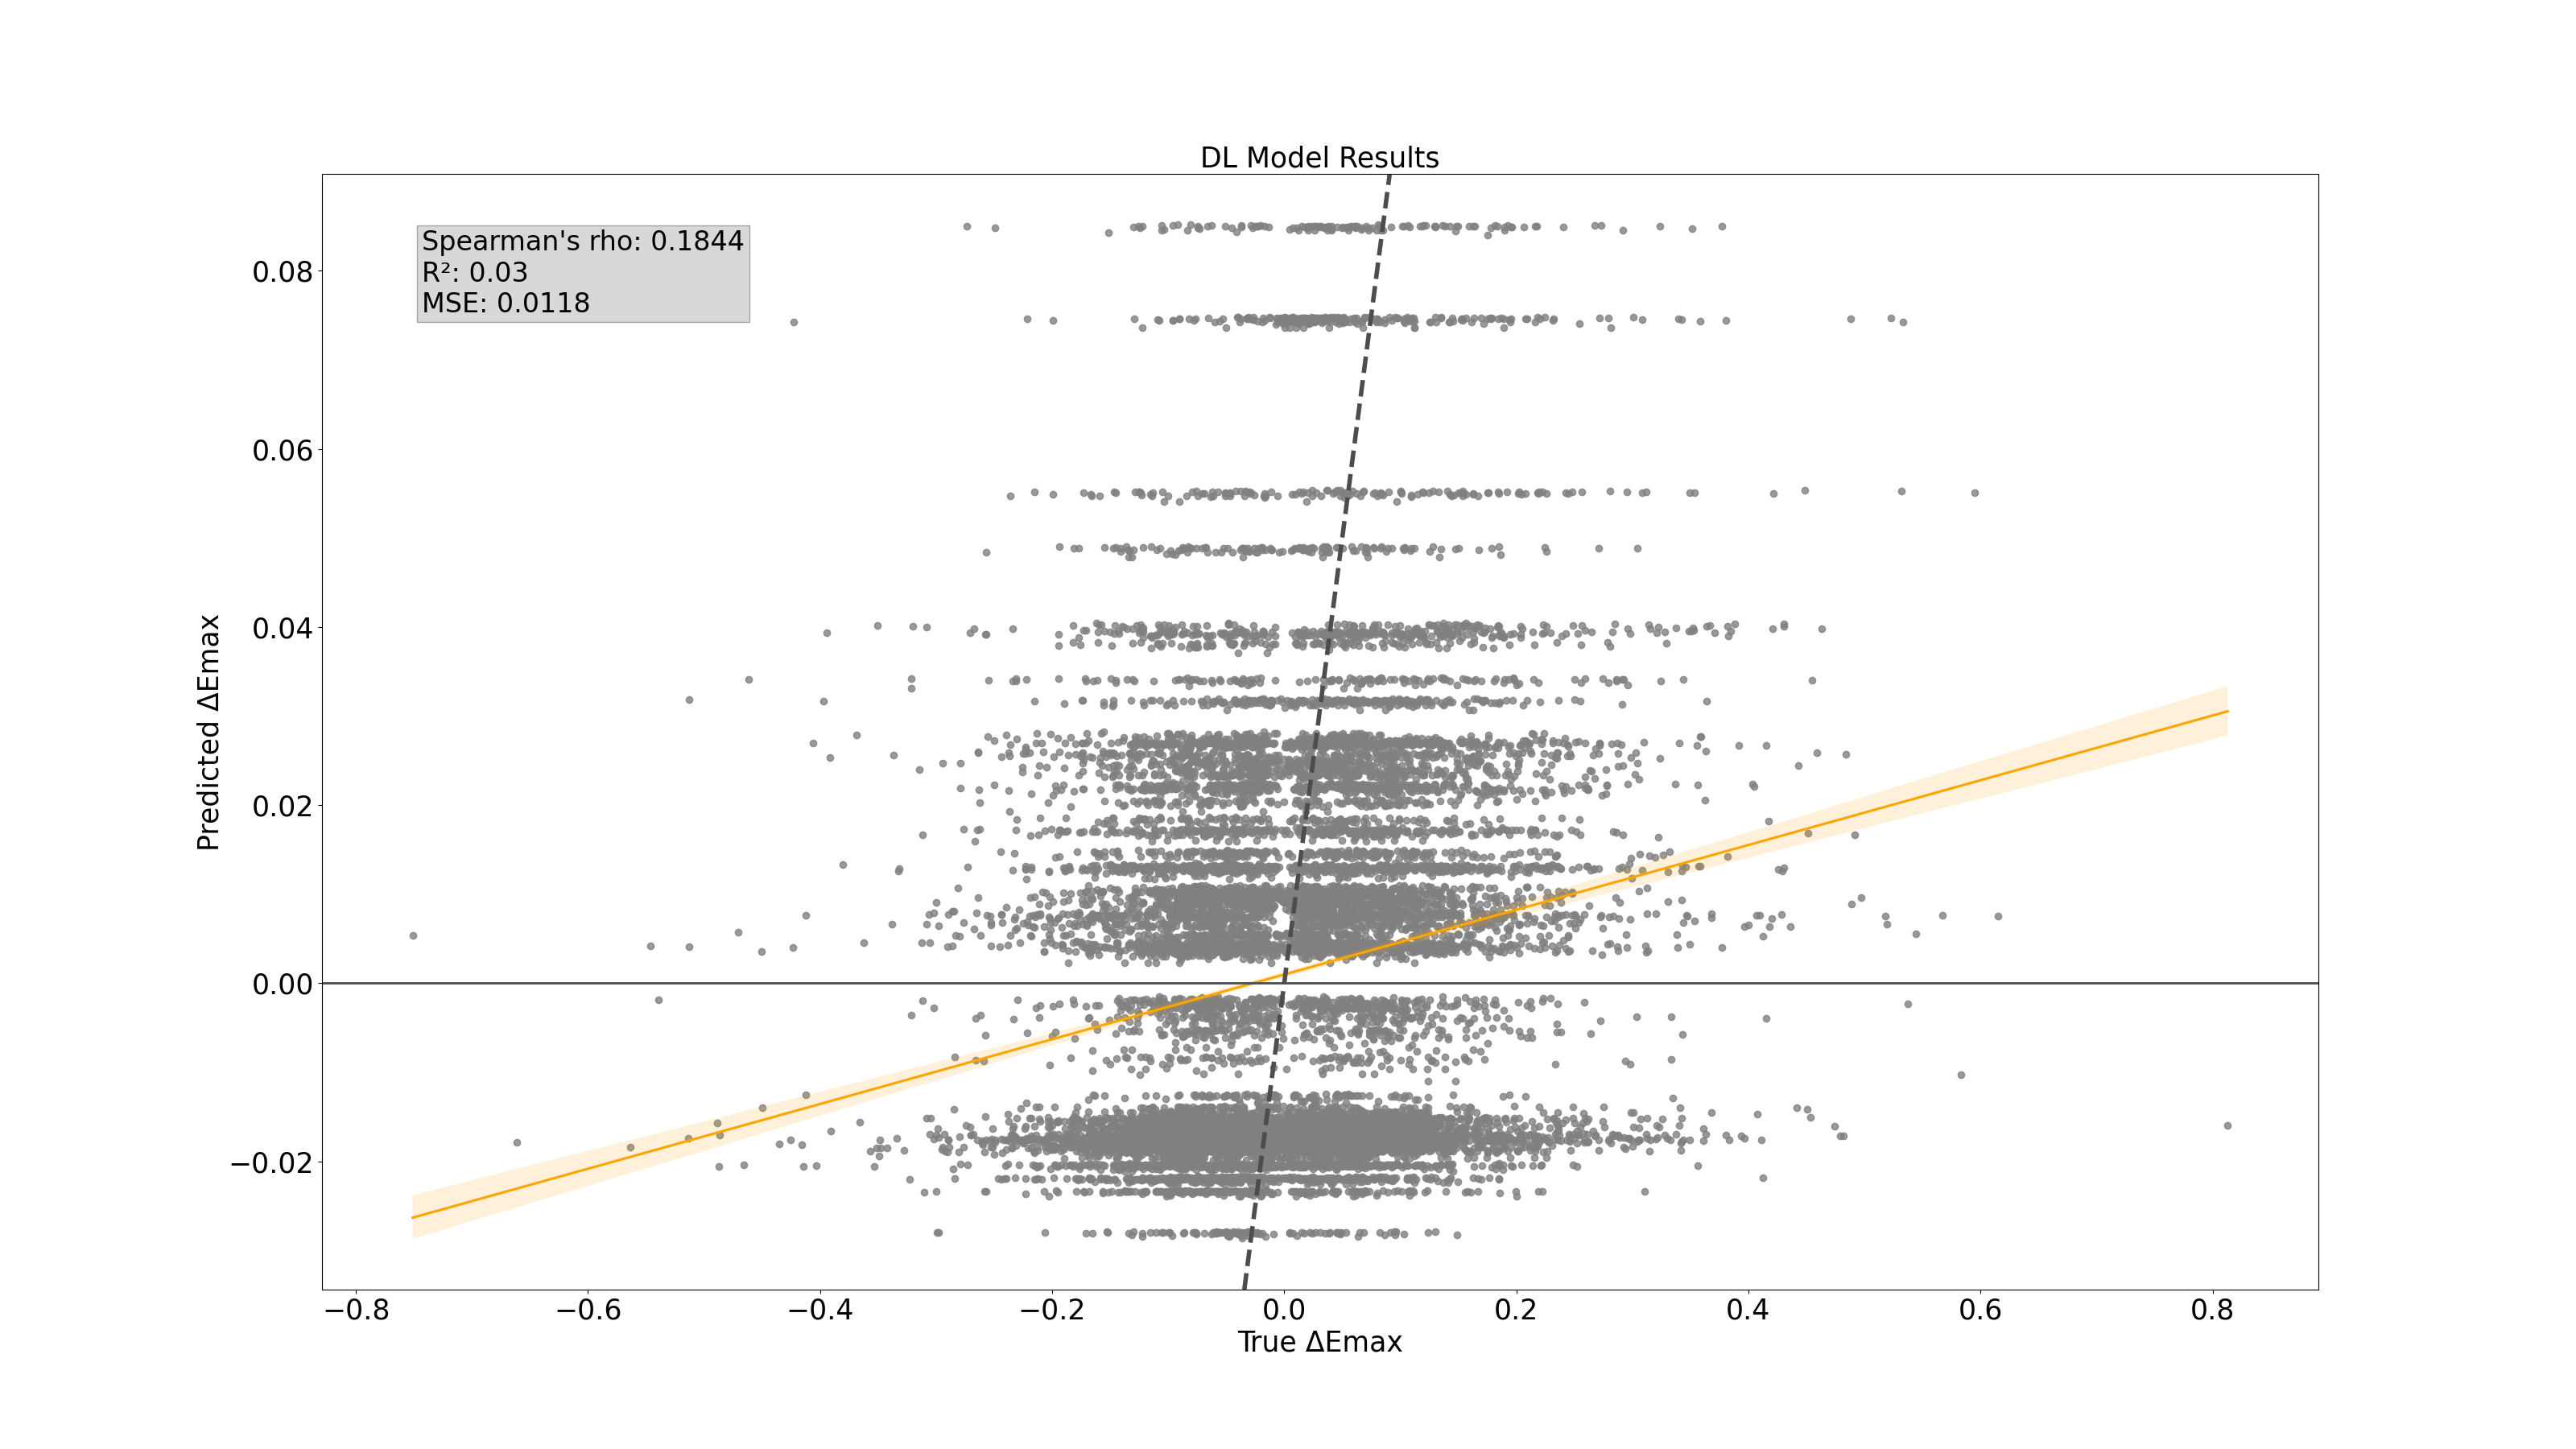 DL Model Results
Spearman's rho: 0.1844
R²: 0.03
MSE: 0.0118
0.08
0.06
0.04
0.02
0.00
−0.02
Predicted ΔEmax
−0.8
−0.6
−0.4
−0.2
0.0
0.2
0.4
0.6
0.8
True ΔEmax